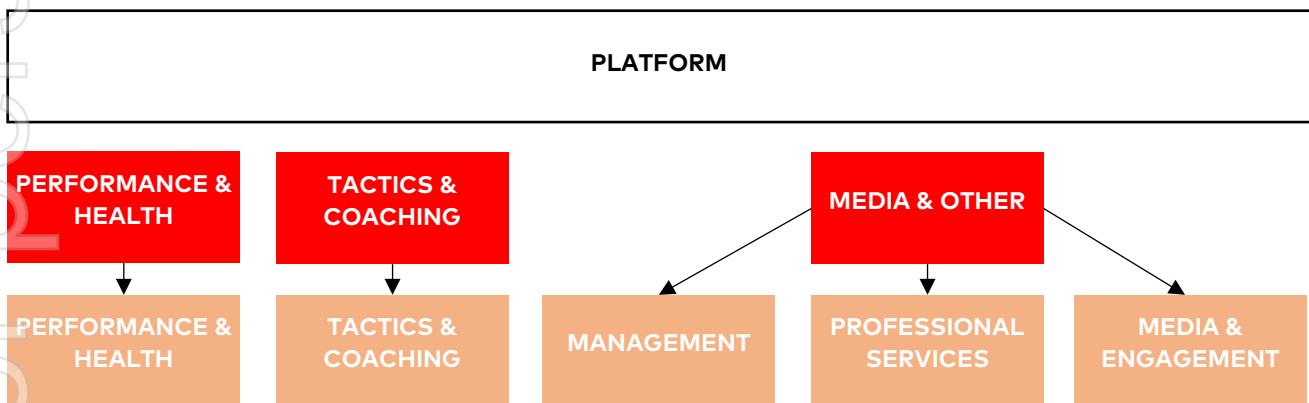 PLATFORM
PERFORMANCE &
HEALTH
TACTICS &
COACHING
MEDIA & OTHER
PERFORMANCE &
HEALTH
TACTICS &
COACHING
MANAGEMENT
PROFESSIONAL
SERVICES
MEDIA &
ENGAGEMENT